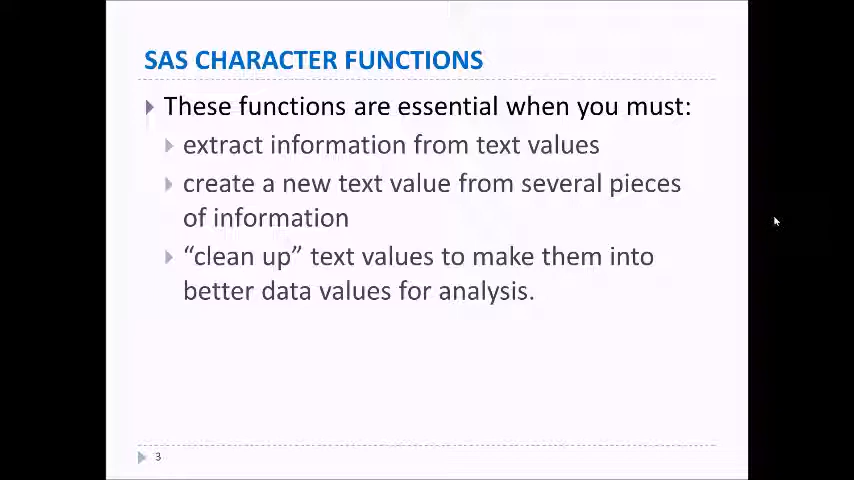 SAS CHARACTER FUNCTIONS
These functions are essential when you must:
extract information from text values
create a new text value from several pieces
of information
“clean up” text values to make them into
better data values for analysis.
3